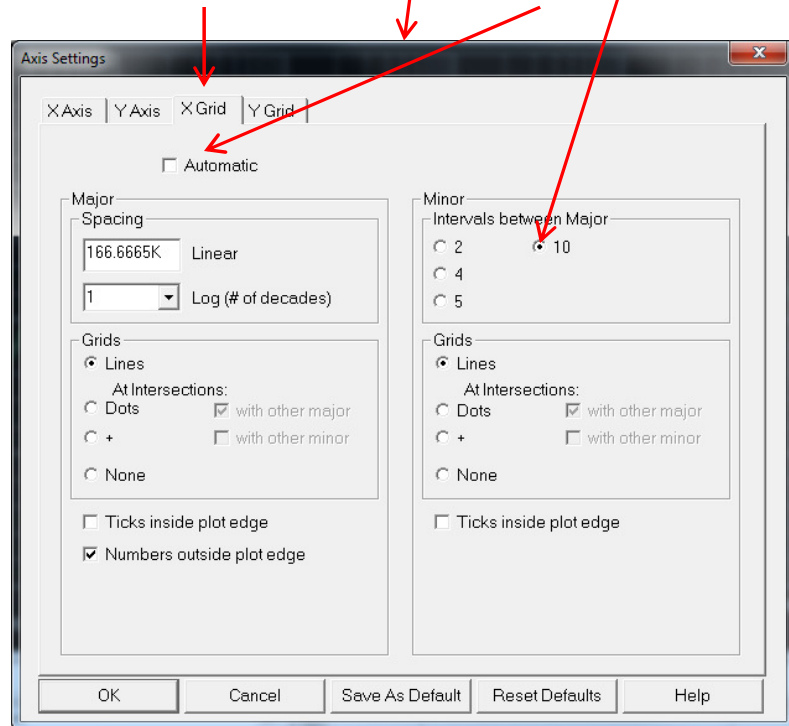 Axis Settings
X Axis Y Axis X Grid Y Grid
Automatic
Major
Spacing
166.6665K Linear
1 Log (# of decades)
Grids
Lines
At Intersections:
Dots with other major
+ with other minor
None
Ticks inside plot edge
Numbers outside plot edge
Minor
Intervals between Major
2 10
4
5
Grids
Lines
At Intersections:
Dots with other major
+ with other minor
None
Ticks inside plot edge
OK Cancel Save As Default Reset Defaults Help